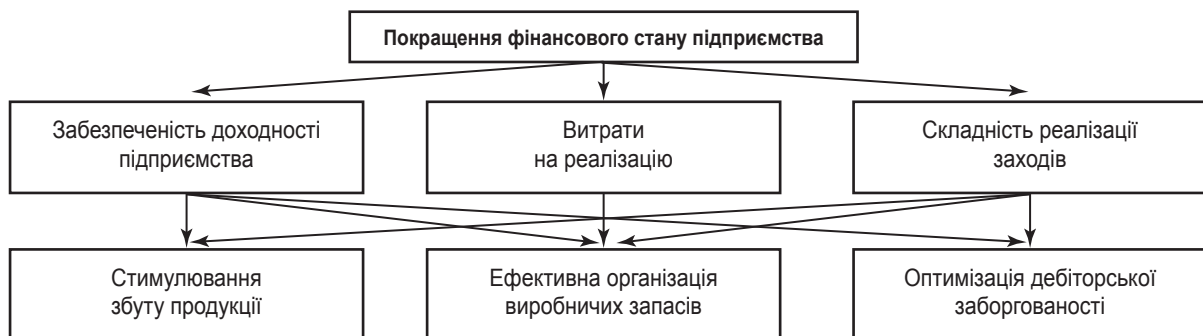 Покращення фінансового стану підприємства
Забезпеченість доходності
підприємства
Витрати
на реалізацію
Складність реалізації
заходів
Стимулювання
збуту продукції
Ефективна організація
виробничих запасів
Оптимізація дебіторської
заборгованості